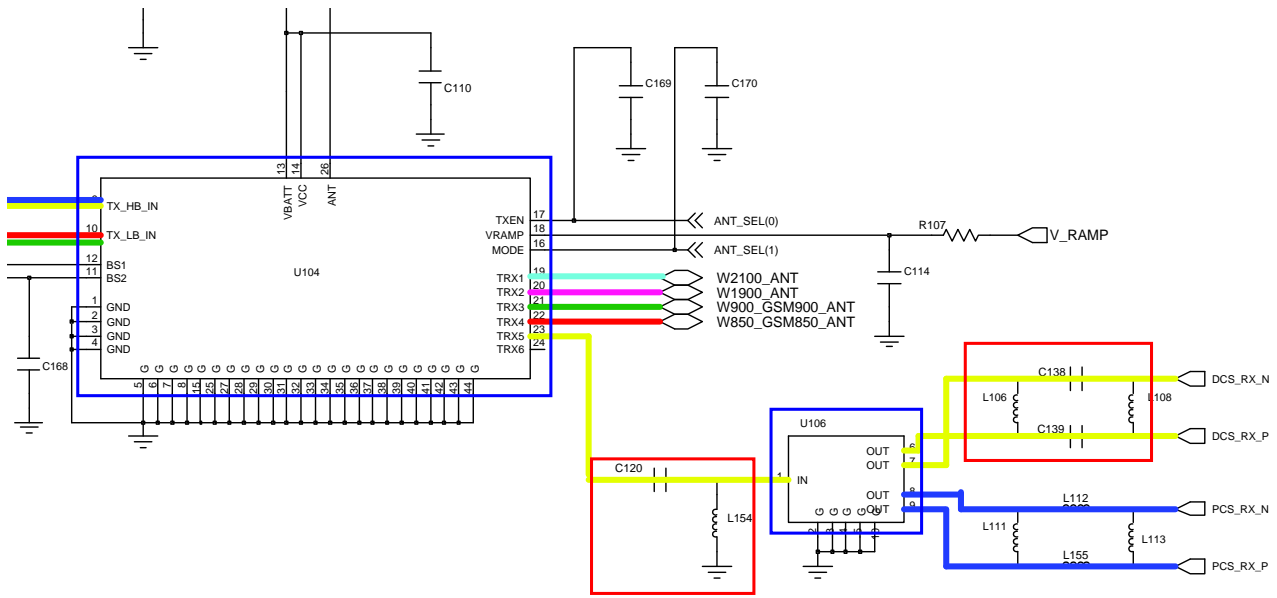 C110
C169
C170
13
14
26
VBATT
VCC
ANT
TX_HB_IN
10
TX_LB_IN
12
BS1
11
BS2
U104
1
GND
2
GND
3
GND
4
GND
C168
TXEN
17
ANT_SEL(0)
VRAMP
18
R107
V_RAMP
MODE
16
ANT_SEL(1)
C114
TRX1
19
W2100_ANT
TRX2
20
W1900_ANT
TRX3
21
W900_GSM900_ANT
TRX4
22
W850_GSM850_ANT
TRX5
23
TRX6
24
G G G G G G G G G G G G G G G G G G G G G G G G
5 6 7 8 15 25 27 28 29 30 31 32 33 34 35 36 37 38 39 40 41 42 43 44
C138
DCS_RX_N
L106
L108
C139
DCS_RX_P
U106
C120
1
IN
OUT
6
OUT
7
OUT
8
OUT
9
G G G G G
2 3 4 5 10
L154
L112
PCS_RX_N
L111
L113
L155
PCS_RX_P